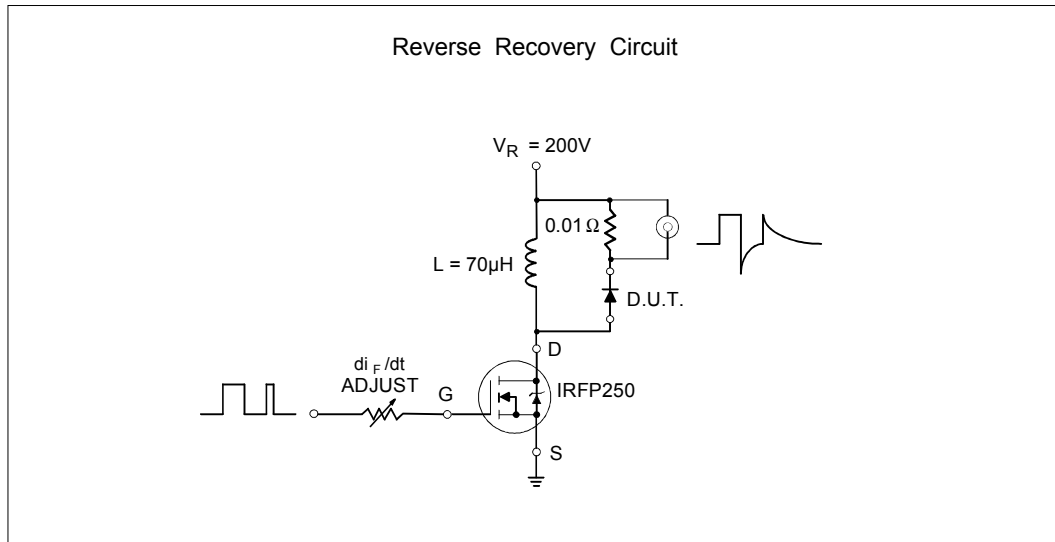 Reverse Recovery Circuit
V_R = 200V
0.01 Ω
L = 70μH
D.U.T.
D
di_F/dt
ADJUST
G
IRFP250
S